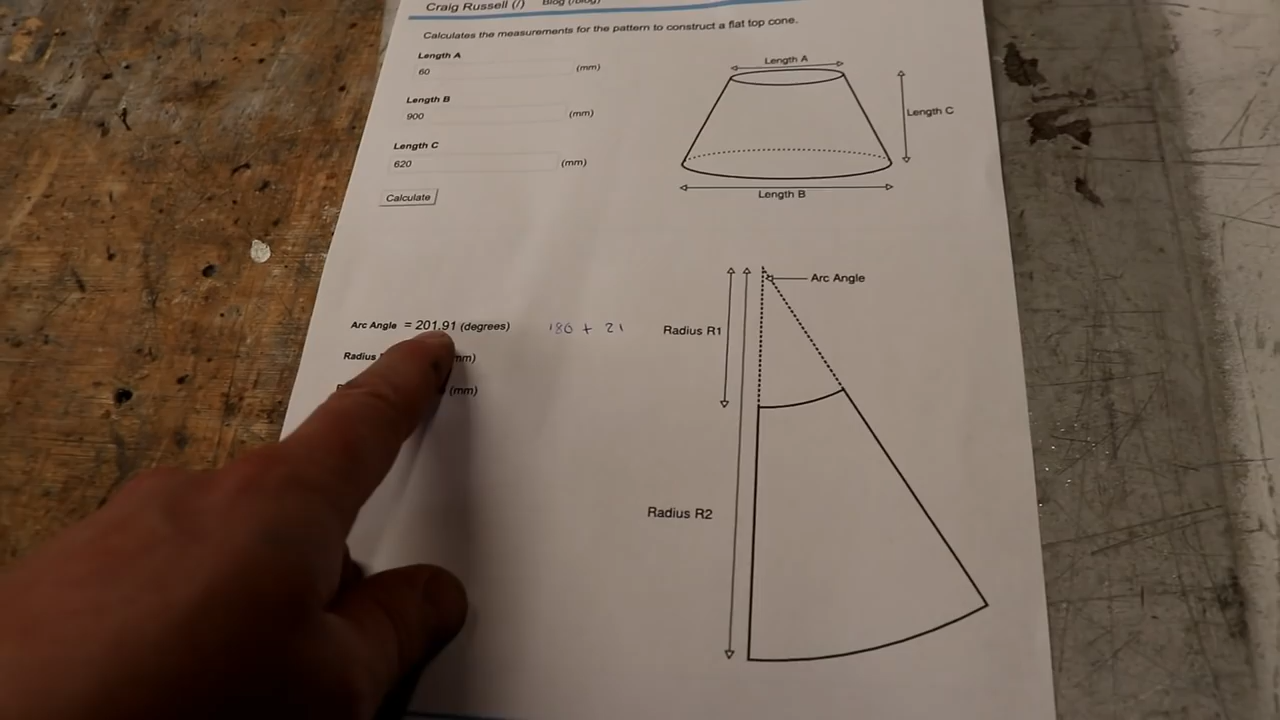 Craig Russell (/) Blog (/blog)
Calculates the measurements for the pattern to construct a flat top cone.
Length A
60 (mm)
Length B
900 (mm)
Length C
620 (mm)
Calculate
Length A
Length C
Length B
Arc Angle = 201.91 (degrees) 180 + 21
Radius mm)
(mm)
Arc Angle
Radius R1
Radius R2